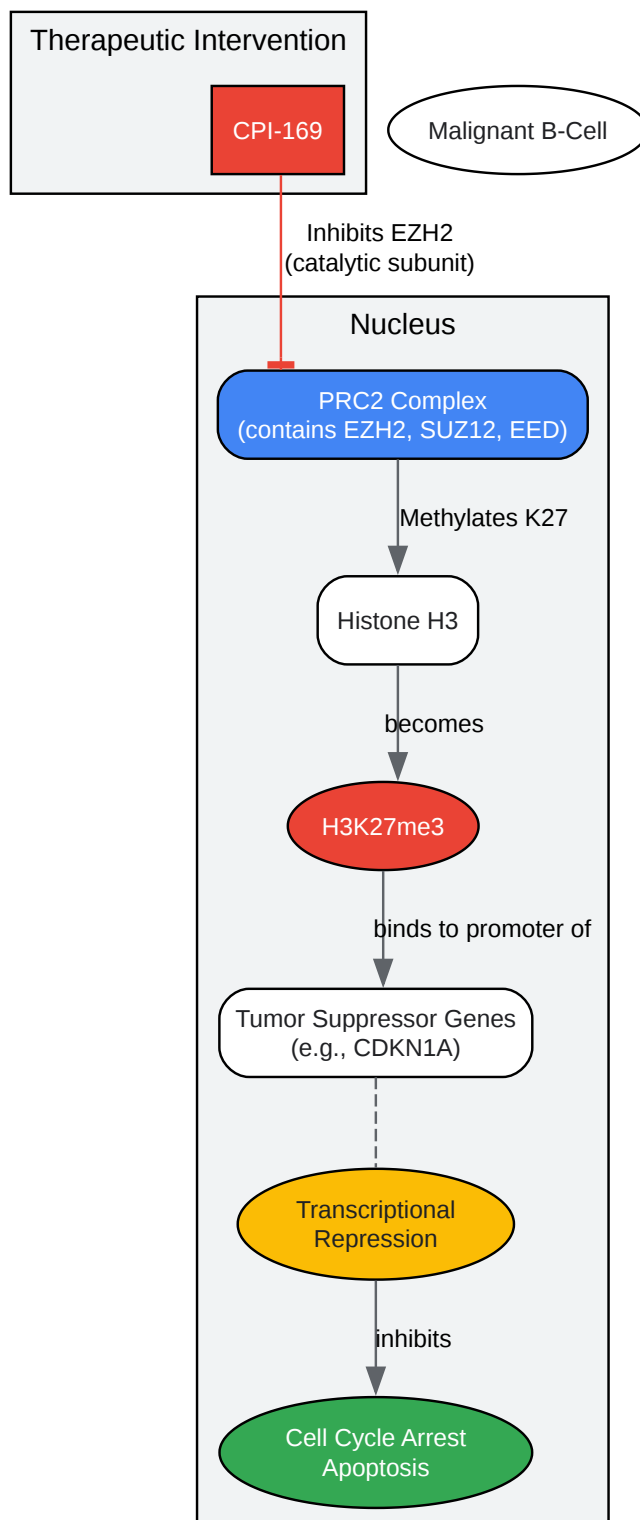 Therapeutic Intervention
CPI-169
Malignant B-Cell
Inhibits EZH2
(catalytic subunit)
Nucleus
PRC2 Complex
(contains EZH2, SUZ12, EED)
Methylates K27
Histone H3
becomes
H3K27me3
binds to promoter of
Tumor Suppressor Genes
(e.g., CDKN1A)
Transcriptional
Repression
inhibits
Cell Cycle Arrest
Apoptosis